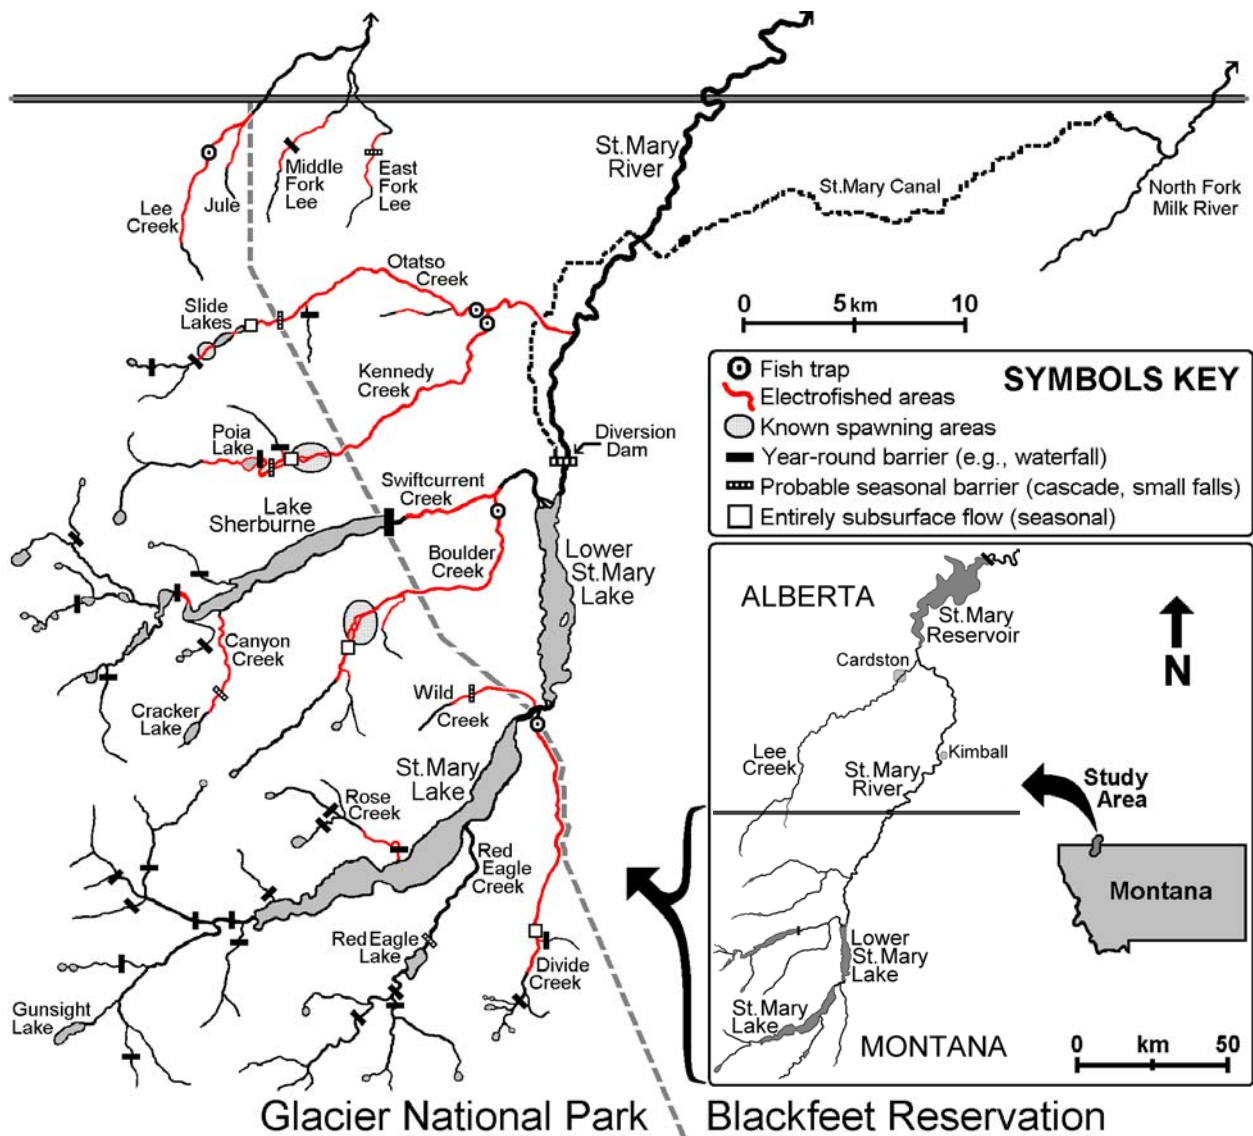 St.Mary
River
St.Mary Canal
North Fork
Milk River
Middle
Fork
Lee
East
Fork
Lee
Jule
Lee
Creek
Otatso
Creek
Slide
Lakes
0 5 km 10
Kennedy
Creek
SYMBOLS KEY
Fish trap
Electrofished areas
Known spawning areas
Year-round barrier (e.g., waterfall)
Probable seasonal barrier (cascade, small falls)
Entirely subsurface flow (seasonal)
Poia
Lake
Diversion
Dam
Swiftcurrent
Creek
Lake
Sherburne
Boulder
Creek
Lower
St.Mary
Lake
Canyon
Creek
Cracker
Lake
Wild
Creek
St.Mary
Lake
Rose
Creek
Red
Eagle
Creek
Red Eagle
Lake
Divide
Creek
Gunsight
Lake
ALBERTA
St.Mary
Reservoir
N
Cardston
Kimball
Lee
Creek
St.Mary
River
Study
Area
Montana
Lower
St.Mary
Lake
St.Mary
Lake
MONTANA
0 km 50
Glacier National Park
Blackfeet Reservation